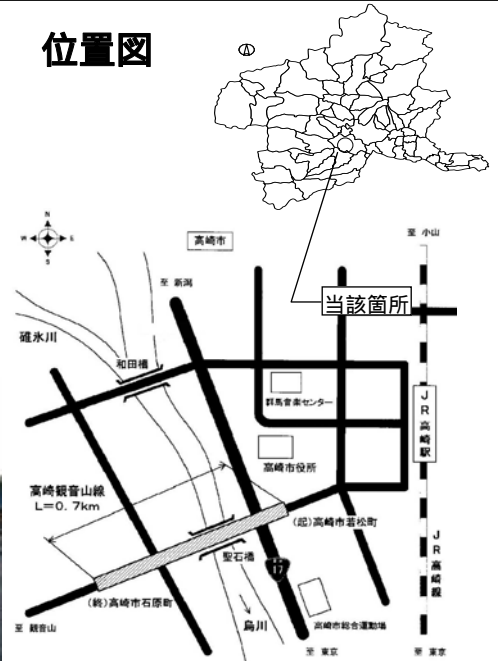 位置図
N
W
E
S
高崎市
至 小山
至 新潟
当該箇所
碓氷川
和田橋
群馬音楽センター
JR高崎駅
高崎市役所
高崎観音山線
L=0.7km
(起)高崎市若松町
聖石橋
17
JR高崎線
(終)高崎市石原町
烏川
高崎市総合運動場
至 観音山
至 東京
至 東京